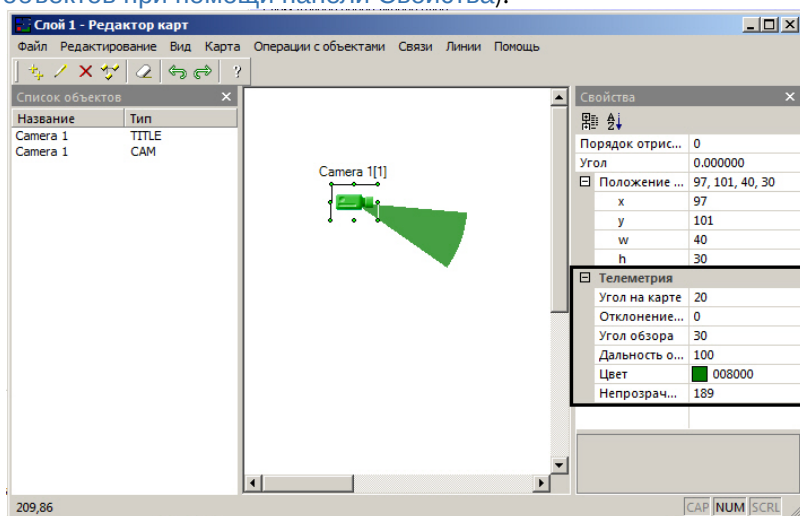 объектов при помощи панели Свойства).
Слой 1 - Редактор карт
Файл Редактирование Вид Карта Операции с объектами Связи Линии Помощь
Список объектов
Название Тип
Camera 1 TITLE
Camera 1 CAM
Camera 1[1]
Свойства
Порядок отрис... 0
Угол 0.000000
Положение ... 97, 101, 40, 30
x 97
y 101
w 40
h 30
Телеметрия
Угол на карте 20
Отклонение... 0
Угол обзора 30
Дальность о... 100
Цвет 008000
Непрозрач... 189
209,86
CAP NUM SCRL